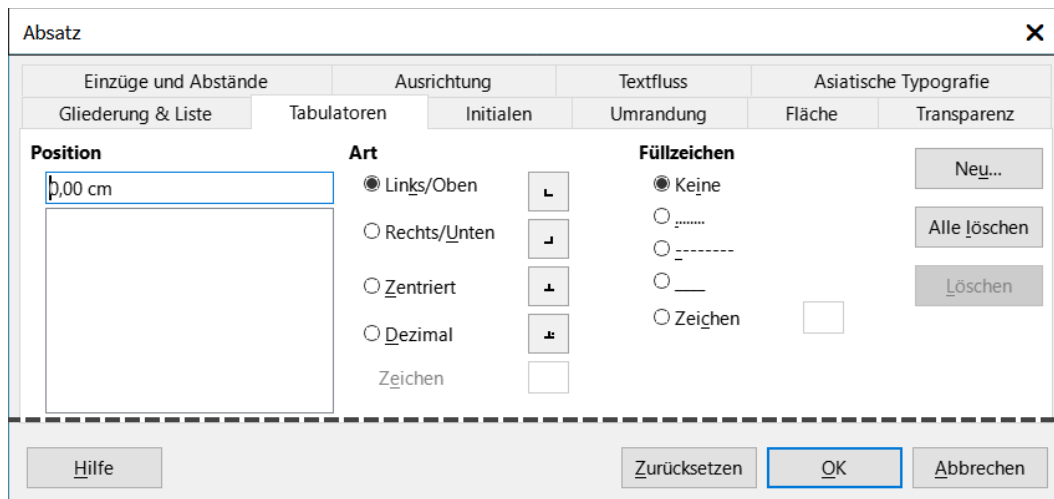 Absatz
Einzüge und Abstände Ausrichtung Textfluss Asiatische Typografie
Gliederung & Liste Tabulatoren Initialen Umrandung Fläche Transparenz
Position Art Füllzeichen
0,00 cm Links/Oben Keine Neu...
Rechts/Unten ........ Alle löschen
--------
Zentriert ___ Löschen
Dezimal Zeichen
Zeichen
Hilfe Zurücksetzen OK Abbrechen